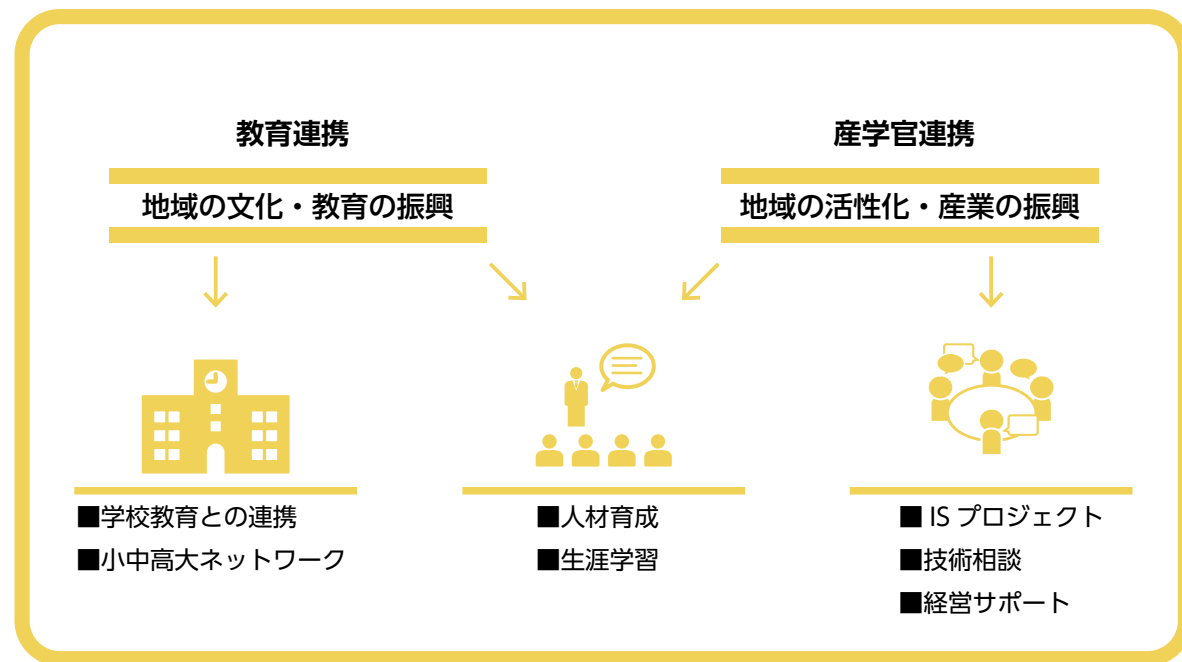 教育連携
地域の文化・教育の振興
産学官連携
地域の活性化・産業の振興
■学校教育との連携
■小中高大ネットワーク
■人材育成
■生涯学習
■ IS プロジェクト
■技術相談
■経営サポート